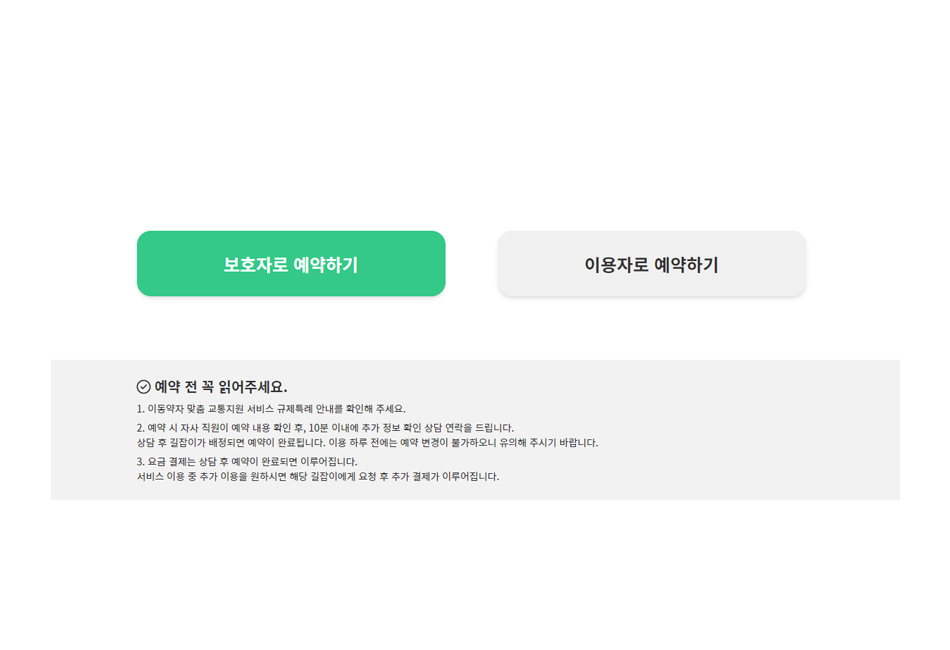 보호자로 예약하기
이용자로 예약하기
예약 전 꼭 읽어주세요.
1. 이동약자 맞춤 교통지원 서비스 규제특례 안내를 확인해 주세요.
2. 예약 시 자사 직원이 예약 내용 확인 후, 10분 이내에 추가 정보 확인 상담 연락을 드립니다.
상담 후 길잡이가 배정되면 예약이 완료됩니다. 이용 하루 전에는 예약 변경이 불가하오니 유의해 주시기 바랍니다.
3. 요금 결제는 상담 후 예약이 완료되면 이루어집니다.
서비스 이용 중 추가 이용을 원하시면 해당 길잡이에게 요청 후 추가 결제가 이루어집니다.